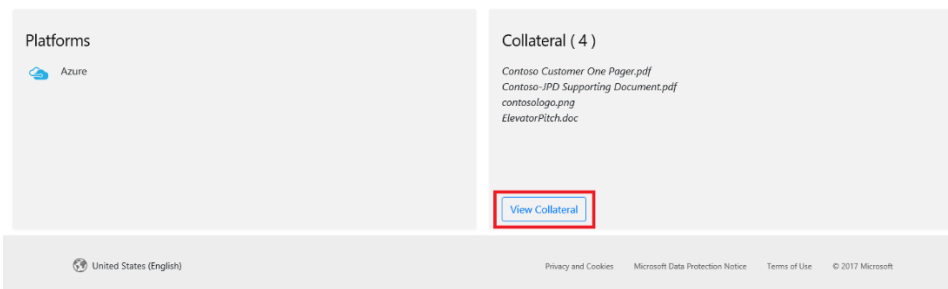 Platforms
Azure
Collateral ( 4 )
Contoso Customer One Pager.pdf
Contoso-JPD Supporting Document.pdf
contosologo.png
ElevatorPitch.doc
View Collateral
United States (English)
Privacy and Cookies Microsoft Data Protection Notice Terms of Use © 2017 Microsoft